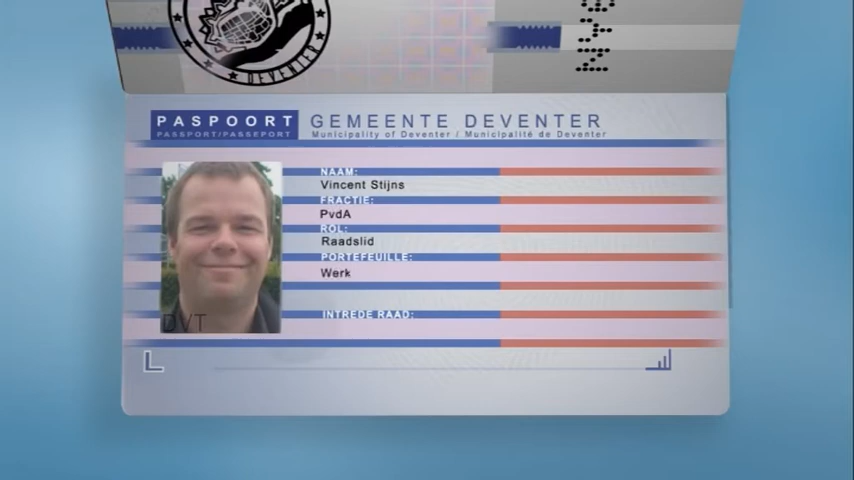 DEVENTER
PASPOORT
PASSPORT/PASSEPORT
GEMEENTE DEVENTER
Municipality of Deventer / Municipalité de Deventer
NAAM:
Vincent Stijns
FRACTIE:
PvdA
ROL:
Raadslid
PORTEFEUILLE:
Werk
INTREDE RAAD:
DVT